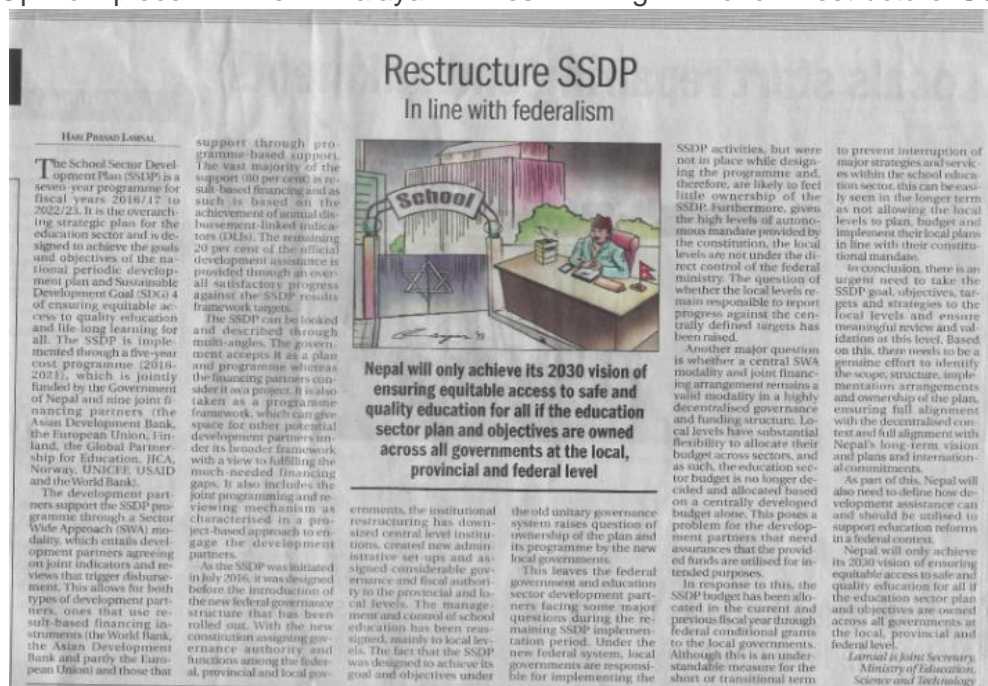 Restructure SSDP
In line with federalism
HARI PRASAD LAMSAL
The School Sector Devel-
opment Plan (SSDP) is a
seven-year programme for
fiscal years 2016/17 to
2022/23. It is the overarch-
ing strategic plan for the
education sector and is de-
signed to achieve the goals
and objectives of the na-
tional periodic develop-
ment plan and Sustainable
Development Goal (SDG) 4
of ensuring equitable ac-
cess to quality education
and life-long learning for
all. The SSDP is imple-
mented through a five-year
cost programme (2016-
2021), which is jointly
funded by the Government
of Nepal and nine joint fi-
nancing partners (the
Asian Development Bank,
the European Union, Fin-
land, the Global Partner-
ship for Education, JICA,
Norway, UNICEF, USAID
and the World Bank).
The development part-
ners support the SSDP pro-
gramme through a Sector
Wide Approach (SWA) mo-
dality, which entails devel-
opment partners agreeing
on joint indicators and re-
views that trigger disburse-
ment. This allows for both
types of development part-
ners, ones that use re-
sult-based financing in-
struments (the World Bank,
the Asian Development
Bank and partly the Euro-
pean Union) and those that
support through pro-
gramme-based support.
The vast majority of the
support (80 per cent) is re-
sult-based financing and as
such is based on the
achievement of annual dis-
bursement-linked indica-
tors (DLIs). The remaining
20 per cent of the official
development assistance is
provided through an over-
all satisfactory progress
against the SSDP results
framework targets.
The SSDP can be looked
and described through
multi-angles. The govern-
ment accepts it as a plan
and programme whereas
the financing partners con-
sider it as a project. It is also
taken as a programme
framework, which can give
space for other potential
development partners un-
der its broader framework
with a view to fulfilling the
much-needed financing
gaps. It also includes the
joint programming and re-
viewing mechanism as
characterised in a pro-
ject-based approach to en-
gage the development
partners.
As the SSDP was initiated
in July 2016, it was designed
before the introduction of
the new federal governance
structure that has been
rolled out. With the new
constitution assigning gov-
ernance authority and
functions among the feder-
al, provincial and local gov-
School
Nepal will only achieve its 2030 vision of
ensuring equitable access to safe and
quality education for all if the education
sector plan and objectives are owned
across all governments at the local,
provincial and federal level
ernments, the institutional
restructuring has down-
sized central level institu-
tions, created new admin-
istrative set-ups and as-
signed considerable gov-
ernance and fiscal authori-
ty to the provincial and lo-
cal levels. The manage-
ment and control of school
education has been reas-
signed, mainly to local lev-
els. The fact that the SSDP
was designed to achieve its
goal and objectives under
the old unitary governance
system raises question of
ownership of the plan and
its programme by the new
local governments.
This leaves the federal
government and education
sector development part-
ners facing some major
questions during the re-
maining SSDP implemen-
tation period. Under the
new federal system, local
governments are responsi-
ble for implementing the
SSDP activities, but were
not in place while design-
ing the programme and,
therefore, are likely to feel
little ownership of the
SSDP. Furthermore, given
the high levels of autono-
mous mandate provided by
the constitution, the local
levels are not under the di-
rect control of the federal
ministry. The question of
whether the local levels re-
main responsible to report
progress against the cen-
trally defined targets has
been raised.
Another major question
is whether a central SWA
modality and joint financ-
ing arrangement remains a
valid modality in a highly
decentralised governance
and funding structure. Lo-
cal levels have substantial
flexibility to allocate their
budget across sectors, and
as such, the education sec-
tor budget is no longer de-
cided and allocated based
on a centrally developed
budget alone. This poses a
problem for the develop-
ment partners that need
assurances that the provid-
ed funds are utilised for in-
tended purposes.
In response to this, the
SSDP budget has been allo-
cated in the current and
previous fiscal year through
federal conditional grants
to the local governments.
Although this is an under-
standable measure for the
short or transitional term
to prevent interruption of
major strategies and servic-
es within the school educa-
tion sector, this can be easi-
ly seen in the longer term
as not allowing the local
levels to plan, budget and
implement their local plans
in line with their constitu-
tional mandate.
In conclusion, there is an
urgent need to take the
SSDP goal, objectives, tar-
gets and strategies to the
local levels and ensure
meaningful review and val-
idation at this level. Based
on this, there needs to be a
genuine effort to identify
the scope, structure, imple-
mentation arrangements
and ownership of the plan,
ensuring full alignment
with the decentralised con-
text and full alignment with
Nepal's long-term vision
and plans and internation-
al commitments.
As part of this, Nepal will
also need to define how de-
velopment assistance can
and should be utilised to
support education reforms
in a federal context.
Nepal will only achieve
its 2030 vision of ensuring
equitable access to safe and
quality education for all if
the education sector plan
and objectives are owned
across all governments at
the local, provincial and
federal level.
Lamsal is Joint Secretary,
Ministry of Education,
Science and Technology